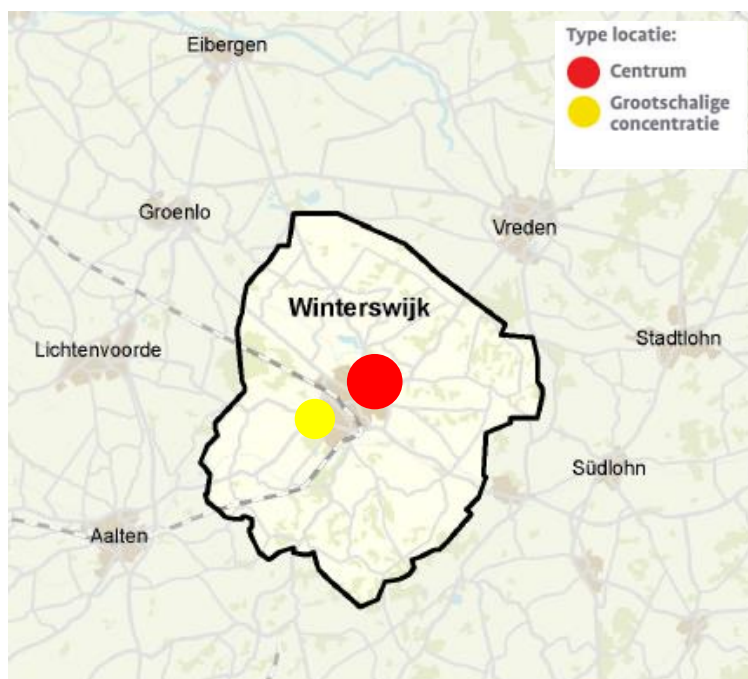 Eibergen
Type locatie:
Centrum
Grootschalige
concentratie
Groenlo
Vreden
Winterswijk
Stadtlohn
Lichtenvoorde
Südlohn
Aalten